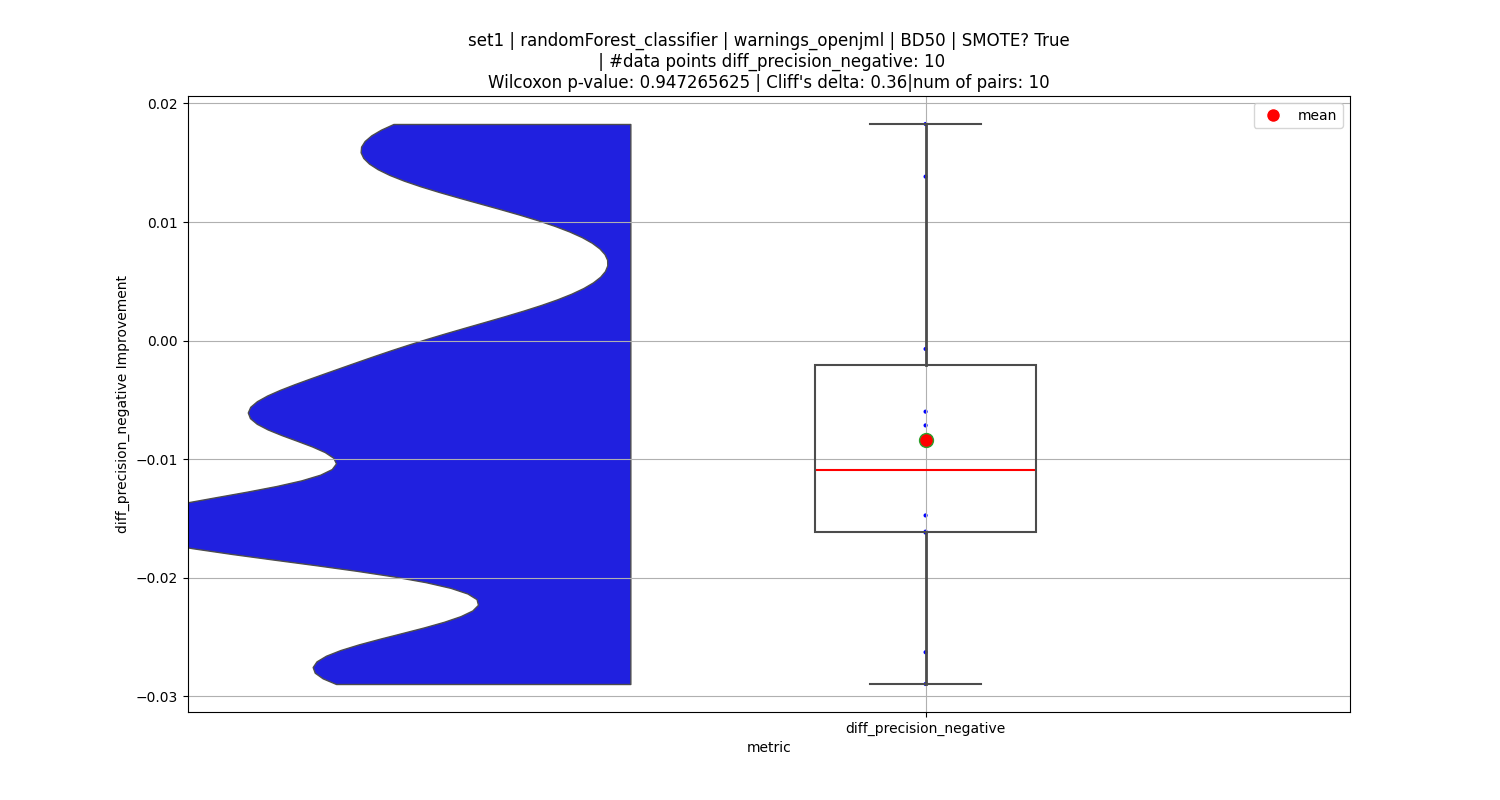 set1 | randomForest_classifier | warnings_openjml | BD50 | SMOTE? True
| #data points diff_precision_negative: 10
Wilcoxon p-value: 0.947265625 | Cliff's delta: 0.36|num of pairs: 10
mean
0.02
0.01
0.00
−0.01
−0.02
−0.03
diff_precision_negative Improvement
diff_precision_negative
metric